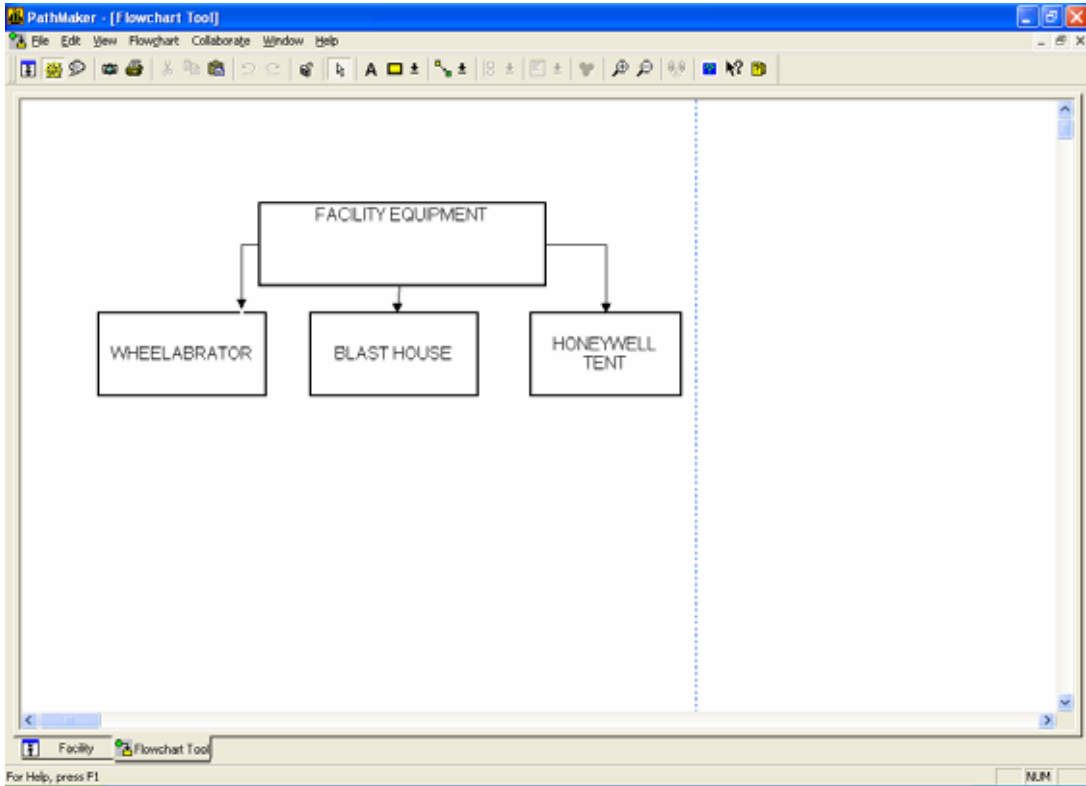 PathMaker - [Flowchart Tool]
File Edit View Flowchart Collaborate Window Help
A
FACILITY EQUIPMENT
WHEELABRATOR
BLAST HOUSE
HONEYWELL
TENT
Facility
Flowchart Tool
For Help, press F1
NUM